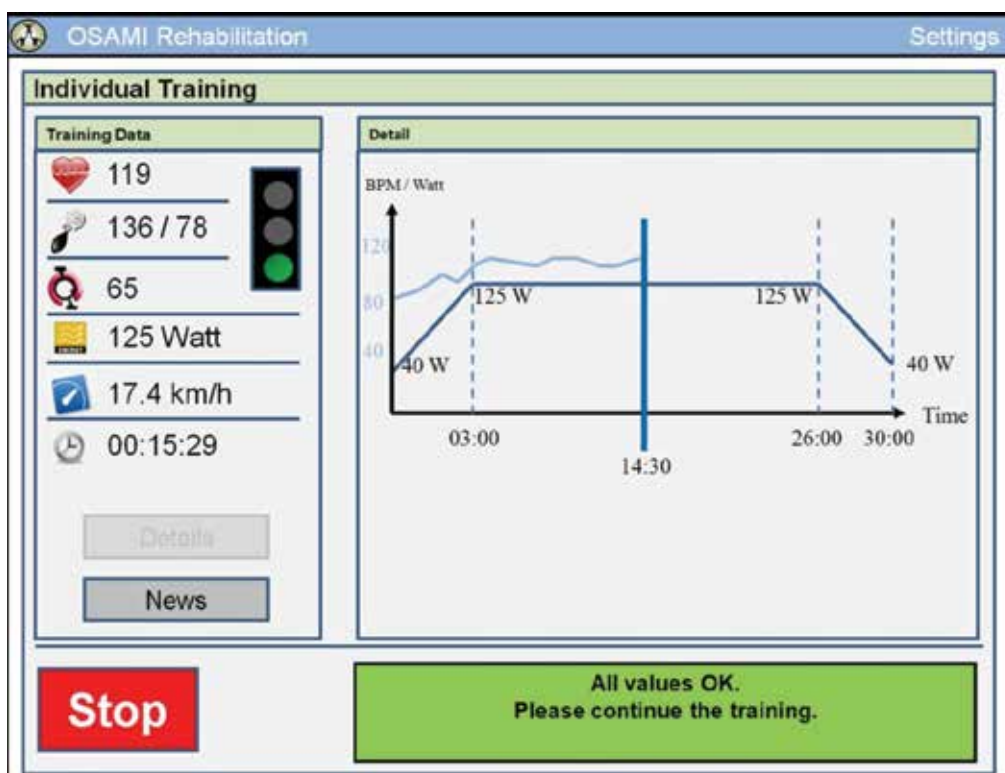 OSAMI Rehabilitation
Settings
Individual Training
Training Data
119
136 / 78
65
125 Watt
17.4 km/h
00:15:29
Details
News
Detail
BPM / Watt
120
80
40
125 W
125 W
40 W
40 W
Time
03:00
14:30
26:00
30:00
Stop
All values OK.
Please continue the training.